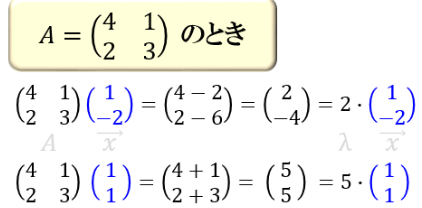 A = (4 1
2 3) のとき
(4 1
2 3)(1
-2) = (4 − 2
2 − 6) = (2
−4) = 2 · (1
-2)
A x→ λ x→
(4 1
2 3)(1
1) = (4 + 1
2 + 3) = (5
5) = 5 · (1
1)